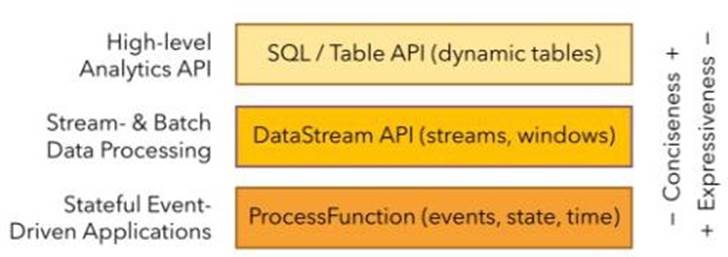 High-level
Analytics API
SQL / Table API (dynamic tables)
Stream- & Batch
Data Processing
DataStream API (streams, windows)
Stateful Event-
Driven Applications
ProcessFunction (events, state, time)
− Conciseness +
+ Expressiveness −